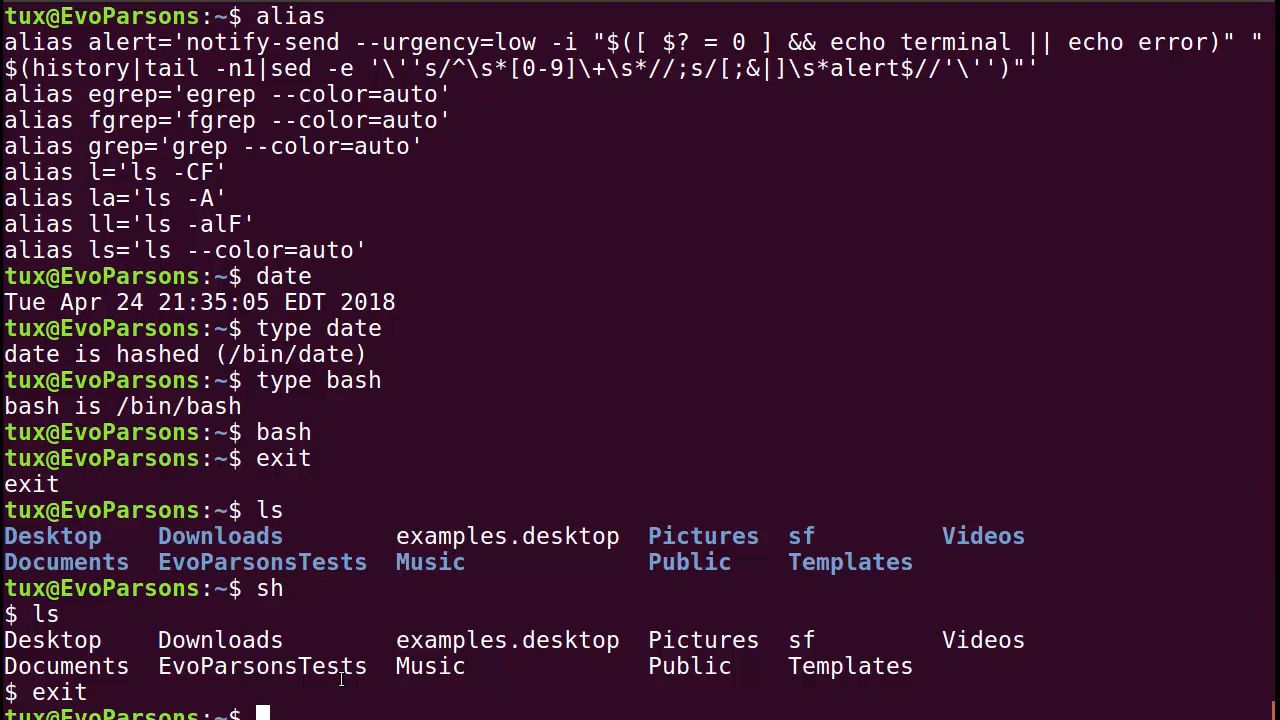 tux@EvoParsons:~$ alias
alias alert='notify-send --urgency=low -i "$([ $? = 0 ] && echo terminal || echo error)" "
$(history|tail -n1|sed -e '\''s/^\s*[0-9]\+\s*//;s/[;&|]\s*alert$//'\'')"'
alias egrep='egrep --color=auto'
alias fgrep='fgrep --color=auto'
alias grep='grep --color=auto'
alias l='ls -CF'
alias la='ls -A'
alias ll='ls -alF'
alias ls='ls --color=auto'
tux@EvoParsons:~$ date
Tue Apr 24 21:35:05 EDT 2018
tux@EvoParsons:~$ type date
date is hashed (/bin/date)
tux@EvoParsons:~$ type bash
bash is /bin/bash
tux@EvoParsons:~$ bash
tux@EvoParsons:~$ exit
exit
tux@EvoParsons:~$ ls
Desktop    Downloads        examples.desktop  Pictures  sf         Videos
Documents  EvoParsonsTests  Music             Public    Templates
tux@EvoParsons:~$ sh
$ ls
Desktop    Downloads        examples.desktop  Pictures  sf         Videos
Documents  EvoParsonsTests  Music             Public    Templates
$ exit
tux@EvoParsons:~$